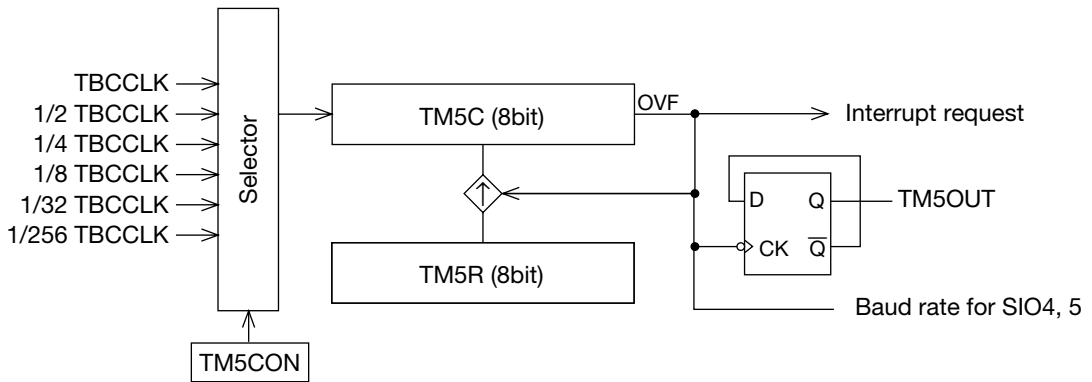 TBCCLK
1/2 TBCCLK
1/4 TBCCLK
1/8 TBCCLK
1/32 TBCCLK
1/256 TBCCLK
Selector
TM5CON
TM5C (8bit)
OVF
Interrupt request
TM5R (8bit)
D Q
CK Q̅
TM5OUT
Baud rate for SIO4, 5